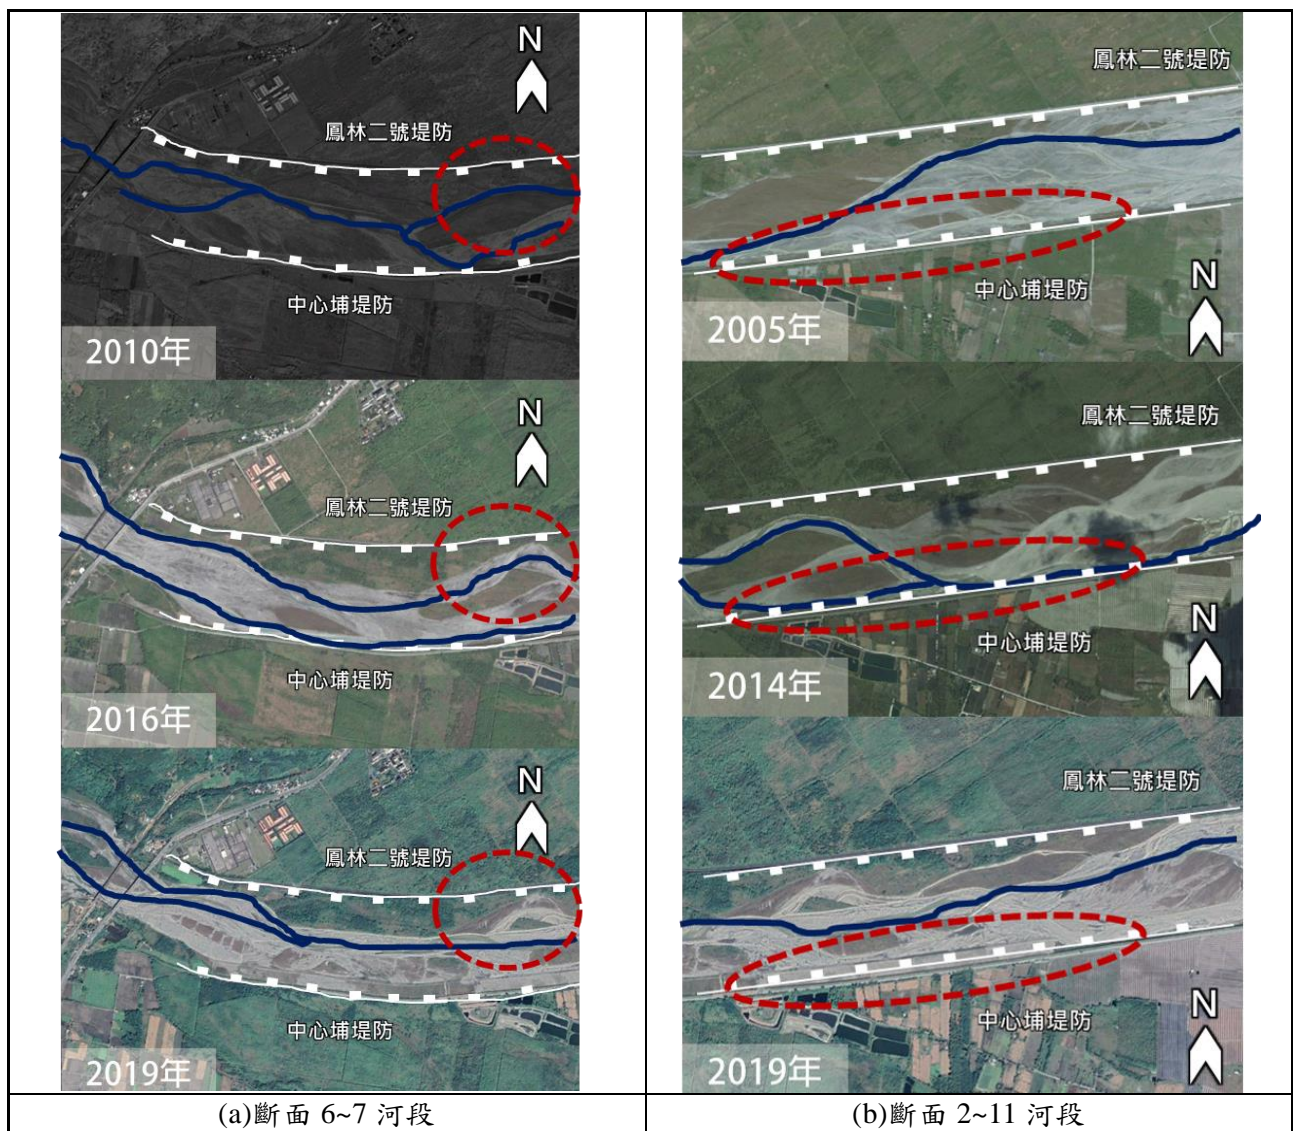 N
鳳林二號堤防
中心埔堤防
2010年
N
鳳林二號堤防
中心埔堤防
2016年
N
鳳林二號堤防
中心埔堤防
2019年
(a)斷面 6~7 河段
鳳林二號堤防
中心埔堤防
N
2005年
鳳林二號堤防
中心埔堤防
N
2014年
鳳林二號堤防
中心埔堤防
N
2019年
(b)斷面 2~11 河段